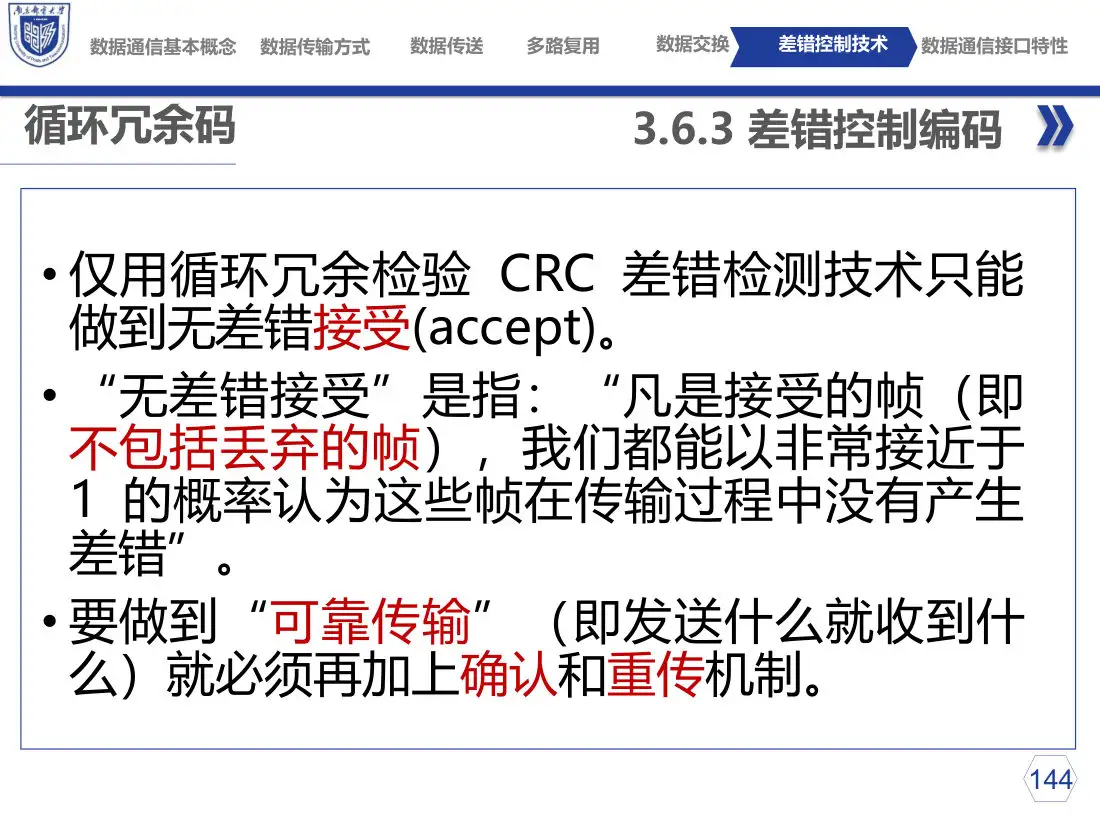 南京邮电大学
数据通信基本概念 数据传输方式 数据传送 多路复用 数据交换 差错控制技术 数据通信接口特性
循环冗余码
3.6.3 差错控制编码
• 仅用循环冗余检验 CRC 差错检测技术只能
做到无差错接受(accept)。
• “无差错接受”是指：“凡是接受的帧（即
不包括丢弃的帧），我们都能以非常接近于
1 的概率认为这些帧在传输过程中没有产生
差错”。
• 要做到“可靠传输”（即发送什么就收到什
么）就必须再加上确认和重传机制。
144